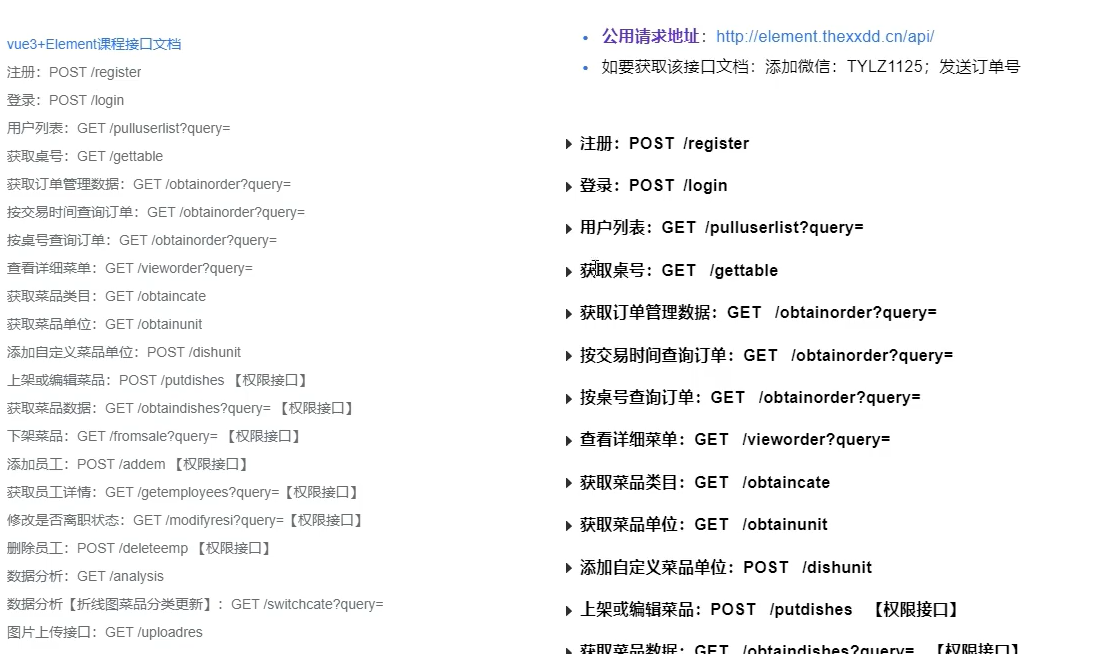 vue3+Element课程接口文档
注册：POST /register
登录：POST /login
用户列表：GET /pulluserlist?query=
获取桌号：GET /gettable
获取订单管理数据：GET /obtainorder?query=
按交易时间查询订单：GET /obtainorder?query=
按桌号查询订单：GET /obtainorder?query=
查看详细菜单：GET /vieworder?query=
获取菜品类目：GET /obtaincate
获取菜品单位：GET /obtainunit
添加自定义菜品单位：POST /dishunit
上架或编辑菜品：POST /putdishes 【权限接口】
获取菜品数据：GET /obtaindishes?query= 【权限接口】
下架菜品：GET /fromsale?query= 【权限接口】
添加员工：POST /addem 【权限接口】
获取员工详情：GET /getemployees?query=【权限接口】
修改是否离职状态：GET /modifyresi?query=【权限接口】
删除员工：POST /deleteemp 【权限接口】
数据分析：GET /analysis
数据分析【折线图菜品分类更新】：GET /switchcate?query=
图片上传接口：GET /uploadres
公用请求地址：http://element.thexxdd.cn/api/
如要获取该接口文档：添加微信：TYLZ1125；发送订单号
注册：POST /register
登录：POST /login
用户列表：GET /pulluserlist?query=
获取桌号：GET /gettable
获取订单管理数据：GET /obtainorder?query=
按交易时间查询订单：GET /obtainorder?query=
按桌号查询订单：GET /obtainorder?query=
查看详细菜单：GET /vieworder?query=
获取菜品类目：GET /obtaincate
获取菜品单位：GET /obtainunit
添加自定义菜品单位：POST /dishunit
上架或编辑菜品：POST /putdishes 【权限接口】
获取菜品数据：GET /obtaindishes?query= 【权限接口】